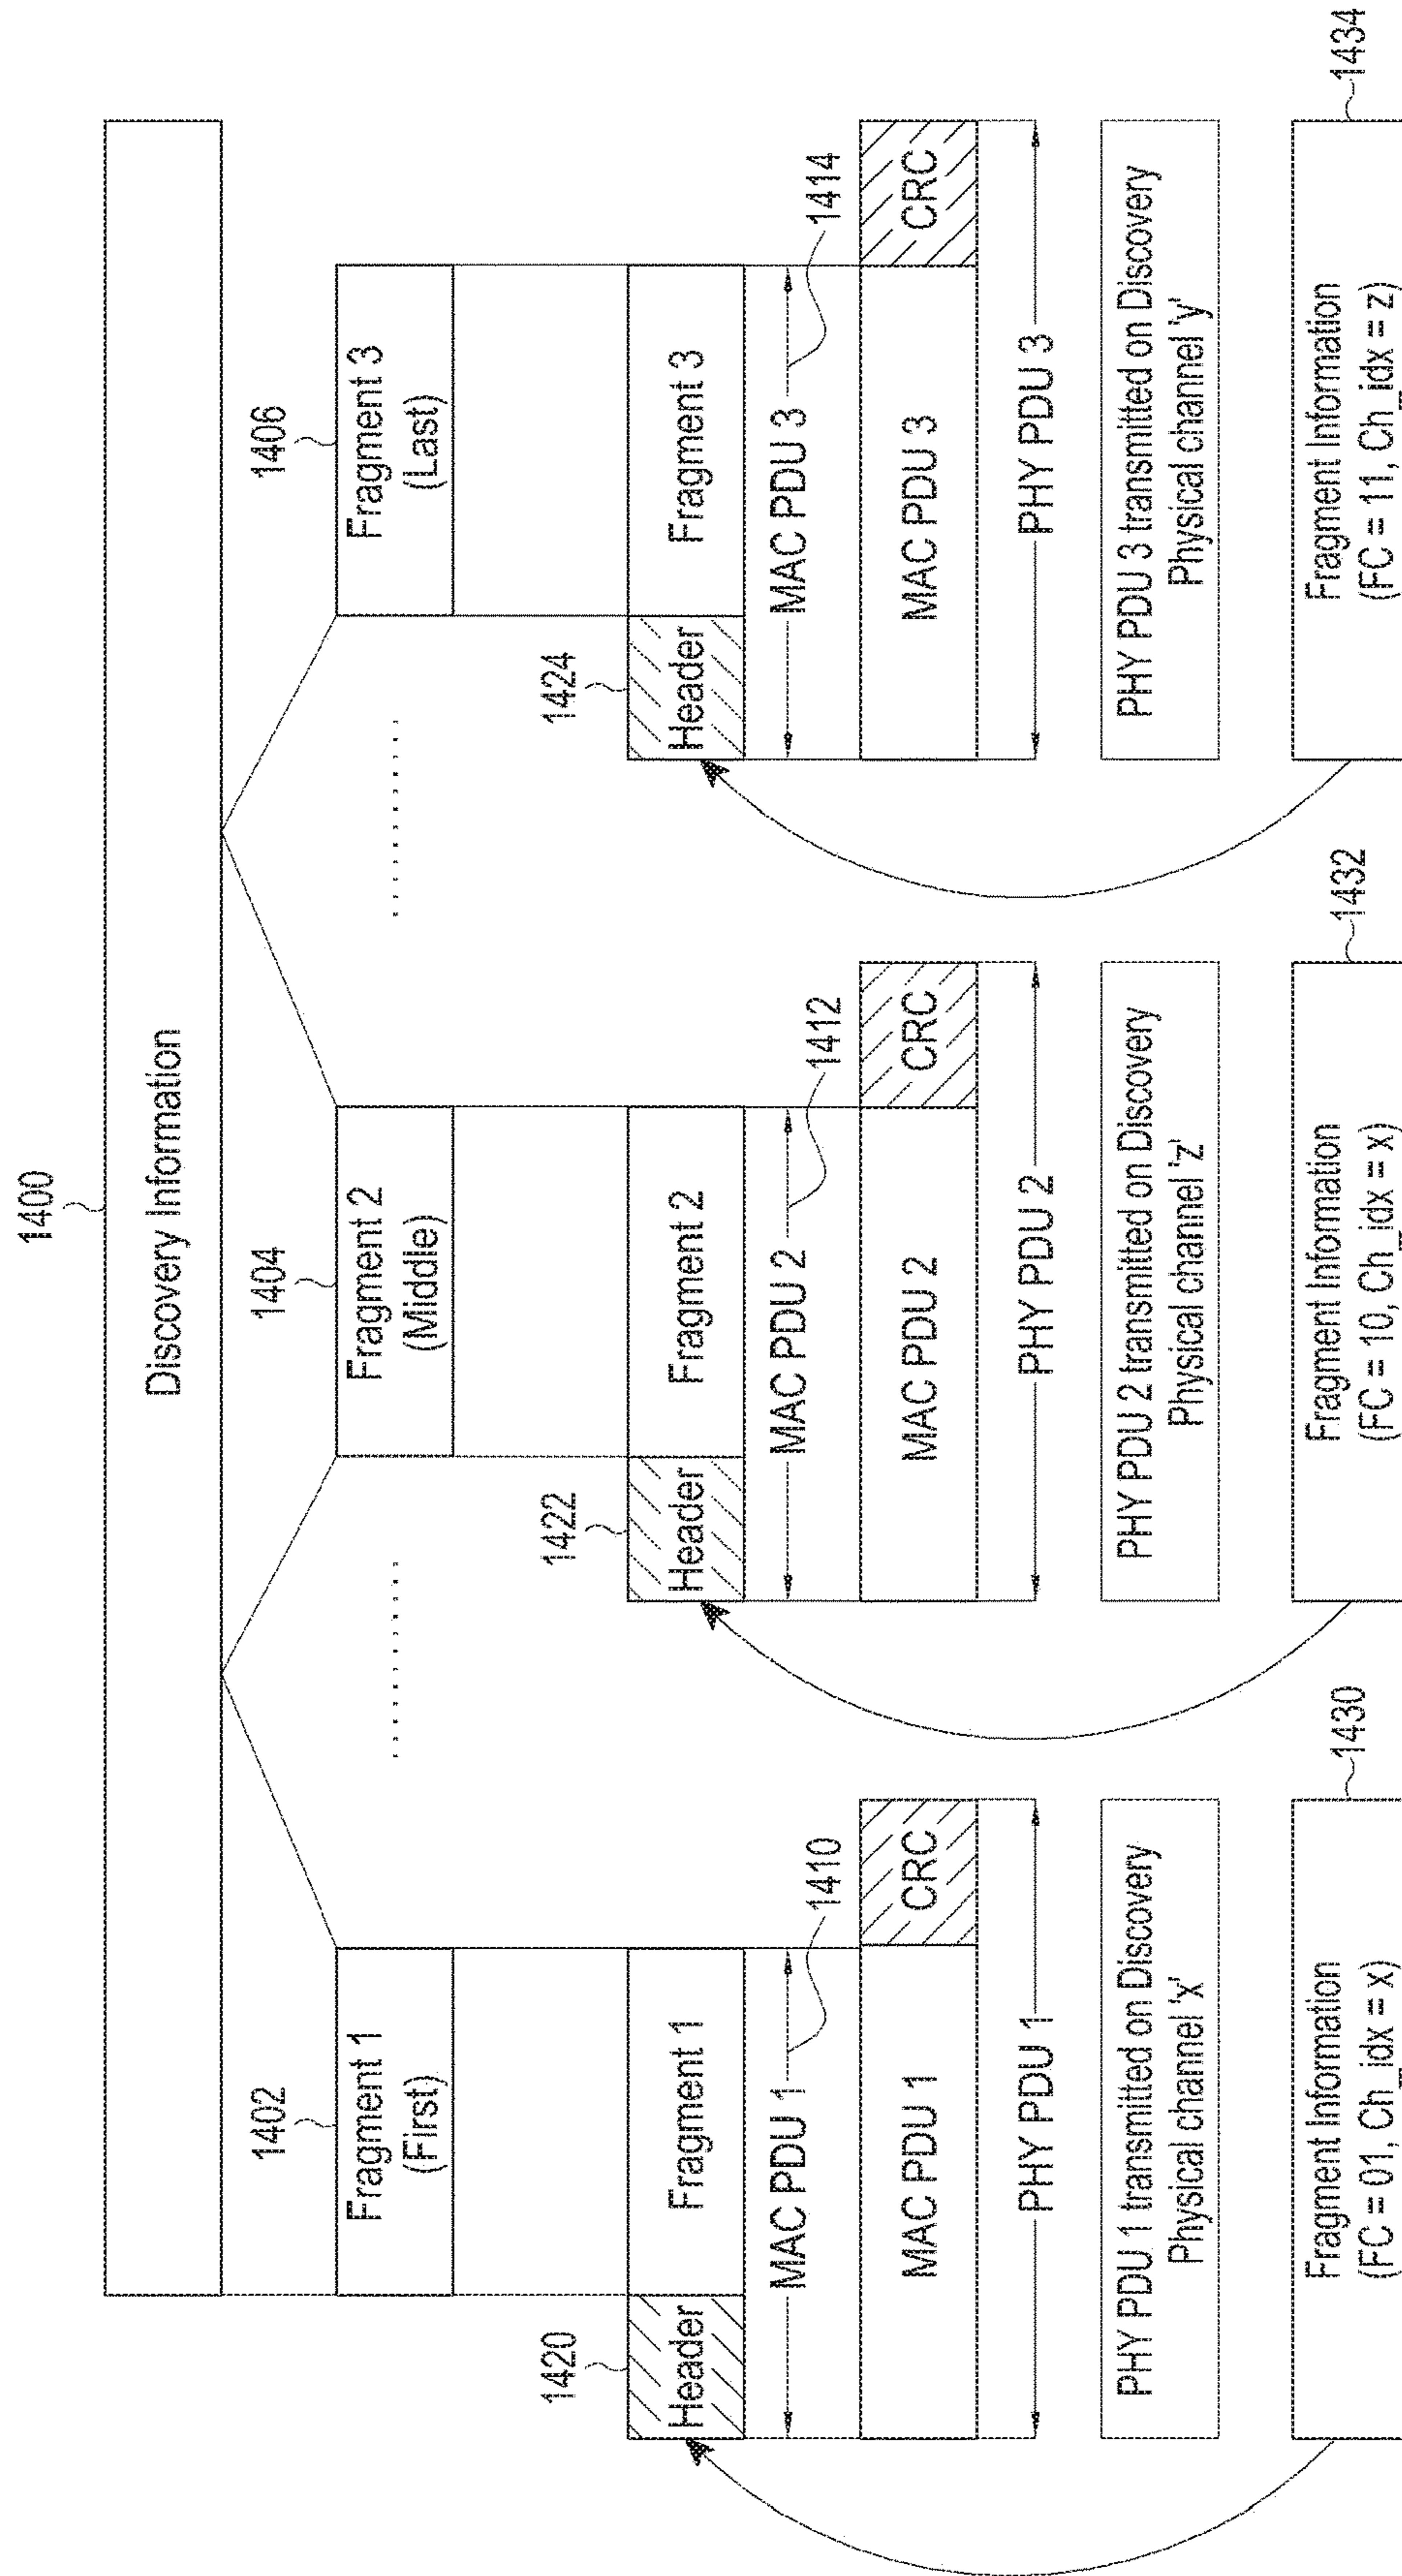 1400
Discovery Information
1402
1404
1406
Fragment 1
(First)
Fragment 2
(Middle)
Fragment 3
(Last)
1420
1422
1424
Header
Fragment 1
Header
Fragment 2
Header
Fragment 3
MAC PDU 1
1410
MAC PDU 2
1412
MAC PDU 3
1414
MAC PDU 1
CRC
MAC PDU 2
CRC
MAC PDU 3
CRC
PHY PDU 1
PHY PDU 2
PHY PDU 3
PHY PDU 1 transmitted on Discovery
Physical channel 'x'
PHY PDU 2 transmitted on Discovery
Physical channel 'z'
PHY PDU 3 transmitted on Discovery
Physical channel 'y'
1430
1432
1434
Fragment Information
(FC = 01, Ch_idx = x)
Fragment Information
(FC = 10, Ch_idx = x)
Fragment Information
(FC = 11, Ch_idx = z)